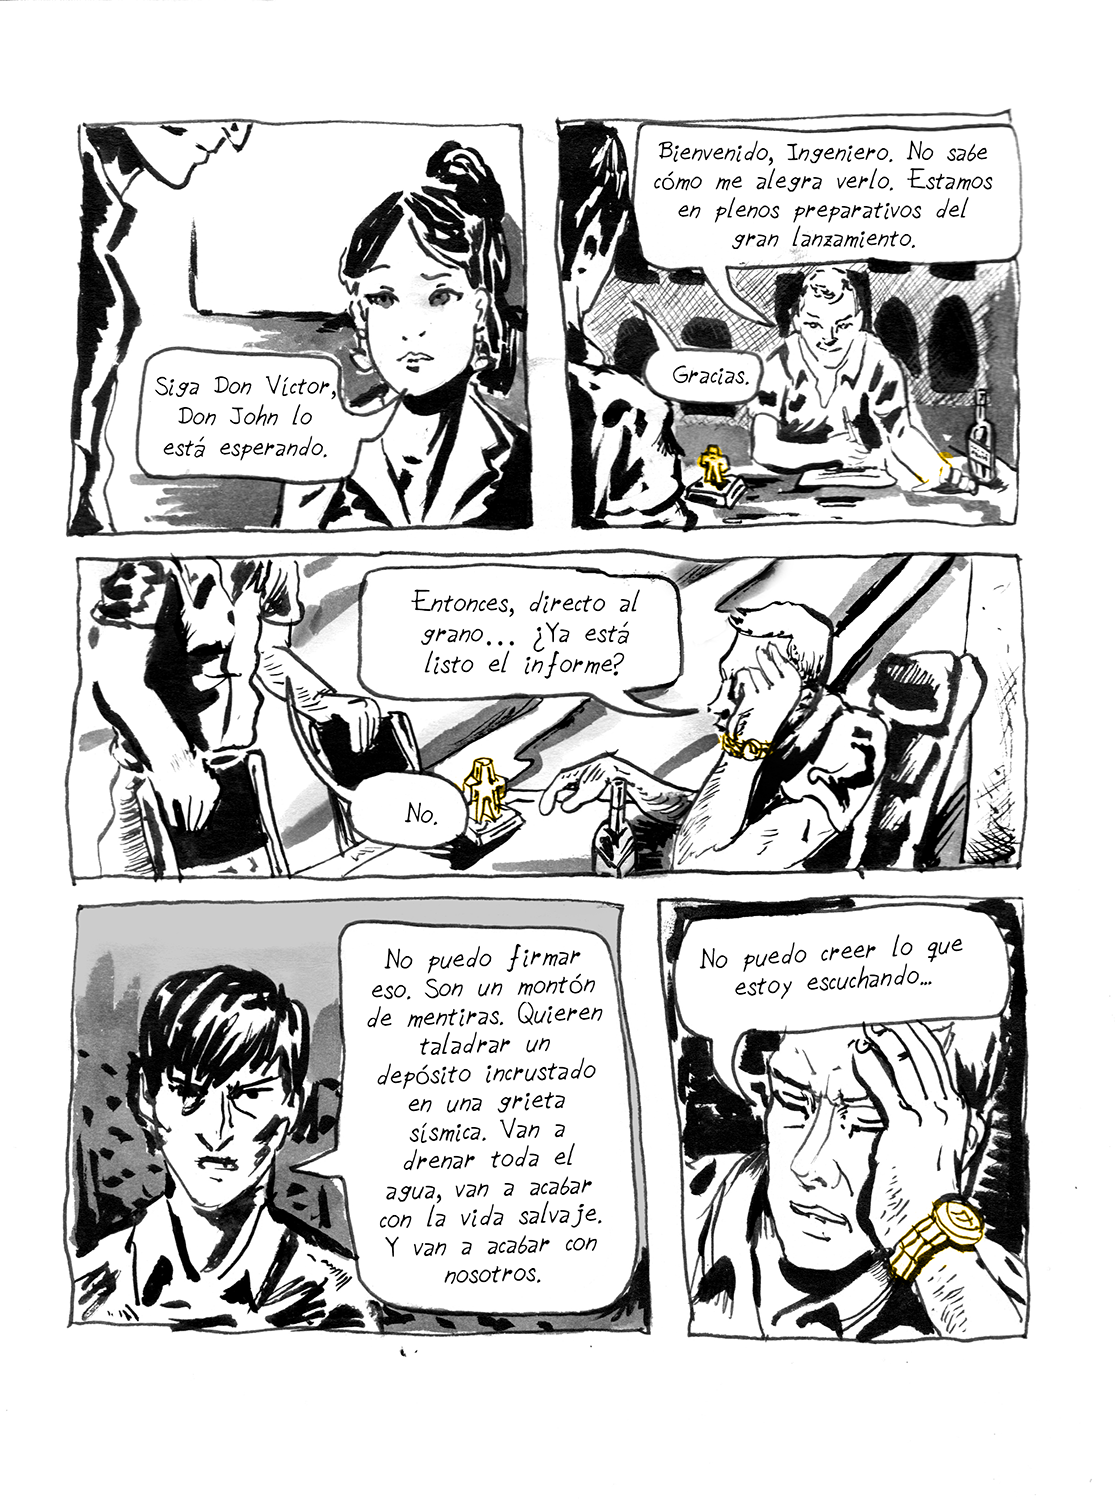 Siga Don Víctor,
Don John lo
está esperando.
Bienvenido, Ingeniero. No sabe
cómo me alegra verlo. Estamos
en plenos preparativos del
gran lanzamiento.
Gracias.
Entonces, directo al
grano... ¿Ya está
listo el informe?
No.
No puedo firmar
eso. Son un montón
de mentiras. Quieren
taladrar un
depósito incrustado
en una grieta
sísmica. Van a
drenar toda el
agua, van a acabar
con la vida salvaje.
Y van a acabar con
nosotros.
No puedo creer lo que
estoy escuchando...